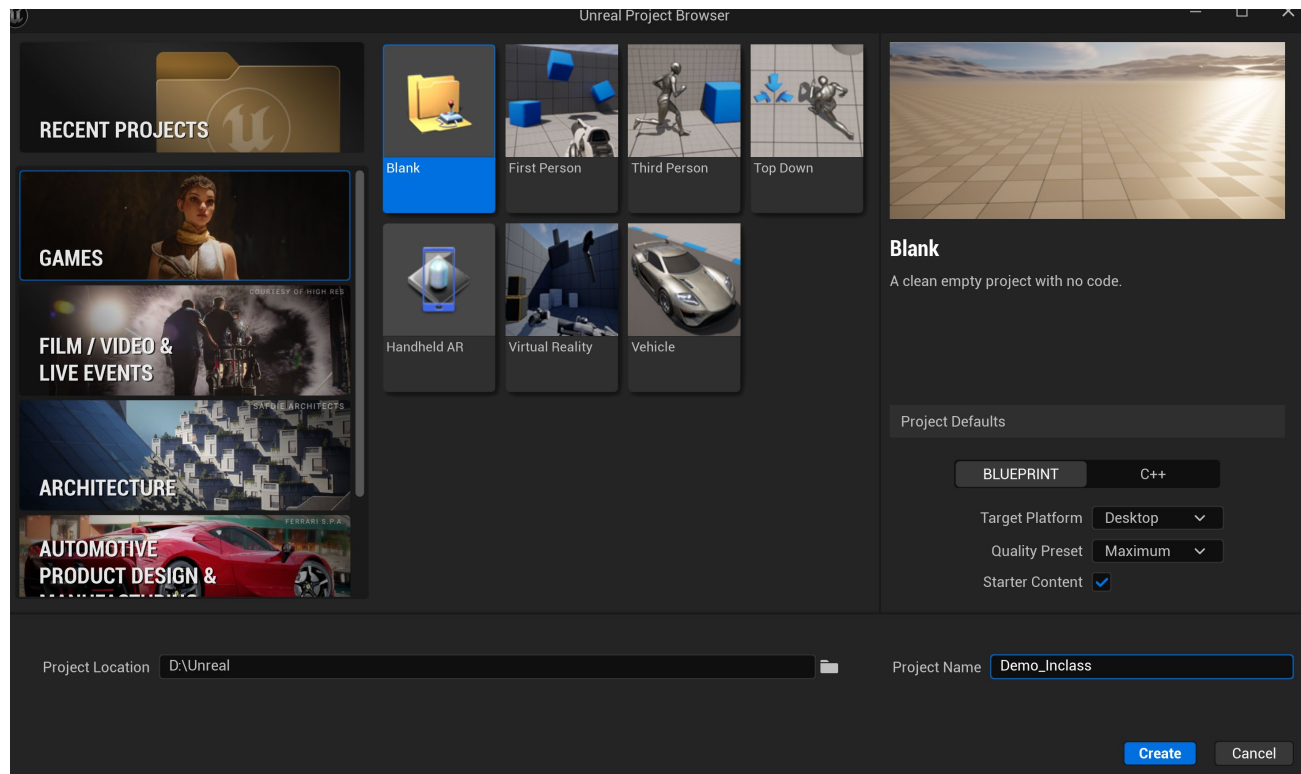 Unreal Project Browser
RECENT PROJECTS
GAMES
COURTESY OF HIGH RES
FILM / VIDEO &
LIVE EVENTS
SAFDIE ARCHITECTS
ARCHITECTURE
FERRARI S.P.A
AUTOMOTIVE
PRODUCT DESIGN &
MANUFACTURING
Blank
First Person
Third Person
Top Down
Handheld AR
Virtual Reality
Vehicle
Blank
A clean empty project with no code.
Project Defaults
BLUEPRINT C++
Target Platform Desktop
Quality Preset Maximum
Starter Content
Project Location D:\Unreal
Project Name Demo_Inclass
Create Cancel